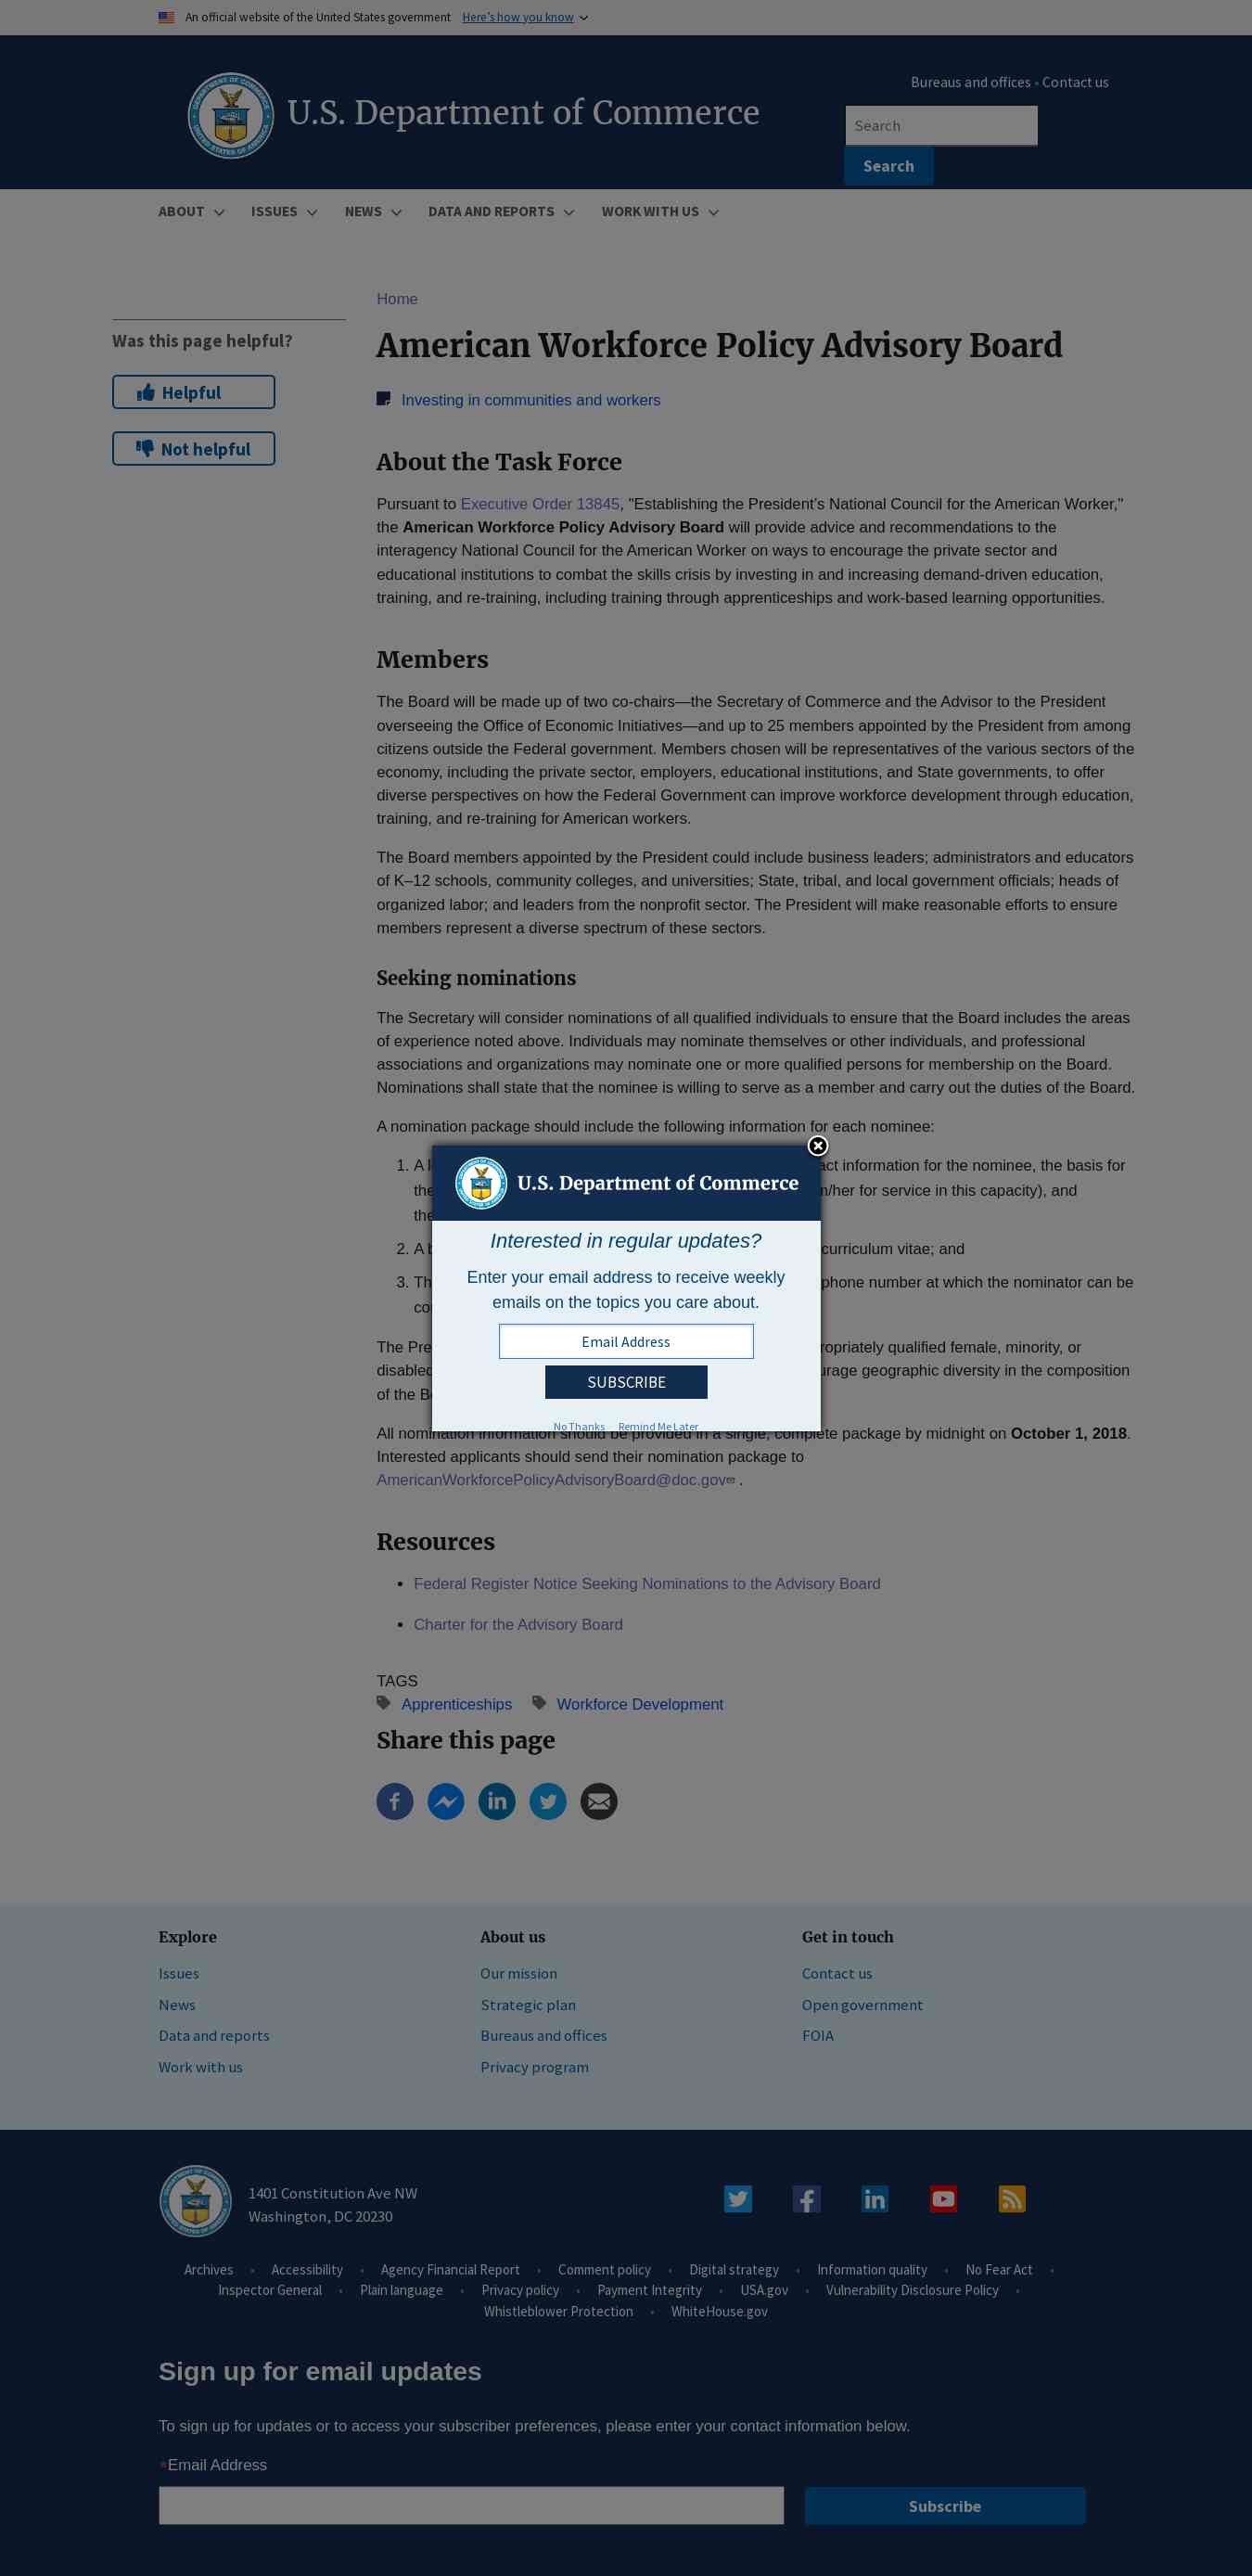 An official website of the United States government Here's how you know
Bureaus and offices • Contact us
U.S. Department of Commerce
Search
Search
ABOUT ISSUES NEWS DATA AND REPORTS WORK WITH US
Home
Was this page helpful?
Helpful
Not helpful
American Workforce Policy Advisory Board
Investing in communities and workers
About the Task Force
Pursuant to Executive Order 13845, "Establishing the President's National Council for the American Worker,"
the American Workforce Policy Advisory Board will provide advice and recommendations to the
interagency National Council for the American Worker on ways to encourage the private sector and
educational institutions to combat the skills crisis by investing in and increasing demand-driven education,
training, and re-training, including training through apprenticeships and work-based learning opportunities.
Members
The Board will be made up of two co-chairs—the Secretary of Commerce and the Advisor to the President
overseeing the Office of Economic Initiatives—and up to 25 members appointed by the President from among
citizens outside the Federal government. Members chosen will be representatives of the various sectors of the
economy, including the private sector, employers, educational institutions, and State governments, to offer
diverse perspectives on how the Federal Government can improve workforce development through education,
training, and re-training for American workers.
The Board members appointed by the President could include business leaders; administrators and educators
of K–12 schools, community colleges, and universities; State, tribal, and local government officials; heads of
organized labor; and leaders from the nonprofit sector. The President will make reasonable efforts to ensure
members represent a diverse spectrum of these sectors.
Seeking nominations
The Secretary will consider nominations of all qualified individuals to ensure that the Board includes the areas
of experience noted above. Individuals may nominate themselves or other individuals, and professional
associations and organizations may nominate one or more qualified persons for membership on the Board.
Nominations shall state that the nominee is willing to serve as a member and carry out the duties of the Board.
A nomination package should include the following information for each nominee:
1. A information for the nominee, the basis for
for service in this capacity), and
2. A curriculum vitae; and
3. phone number at which the nominator can be
qualified female, minority, or
disabled geographic diversity in the composition
of the
All nomination information should be provided in a single, complete package by midnight on October 1, 2018.
Interested applicants should send their nomination package to
AmericanWorkforcePolicyAdvisoryBoard@doc.gov .
U.S. Department of Commerce
Interested in regular updates?
Enter your email address to receive weekly
emails on the topics you care about.
Email Address
SUBSCRIBE
No Thanks Remind Me Later
Resources
• Federal Register Notice Seeking Nominations to the Advisory Board
• Charter for the Advisory Board
TAGS
Apprenticeships Workforce Development
Share this page
Explore
Issues
News
Data and reports
Work with us
About us
Our mission
Strategic plan
Bureaus and offices
Privacy program
Get in touch
Contact us
Open government
FOIA
1401 Constitution Ave NW
Washington, DC 20230
Archives • Accessibility • Agency Financial Report • Comment policy • Digital strategy • Information quality • No Fear Act •
Inspector General • Plain language • Privacy policy • Payment Integrity • USA.gov • Vulnerability Disclosure Policy •
Whistleblower Protection • WhiteHouse.gov
Sign up for email updates
To sign up for updates or to access your subscriber preferences, please enter your contact information below.
*Email Address
Subscribe